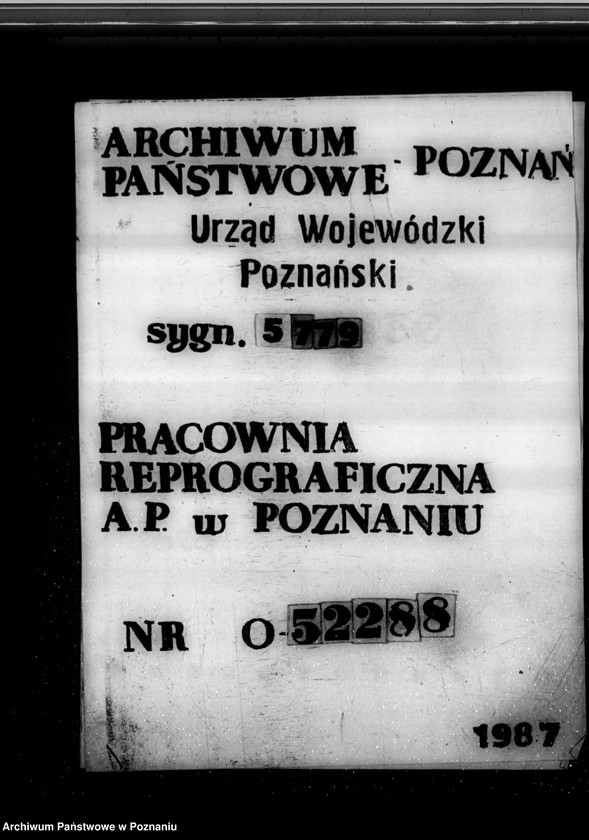 ARCHIWUM
PAŃSTWOWE - POZNAŃ
Urząd Wojewódzki
Poznański.
sygn. 5779
PRACOWNIA
REPROGRAFICZNA
A.P. w POZNANIU
NR O-52288
1987
Archiwum Państwowe w Poznaniu